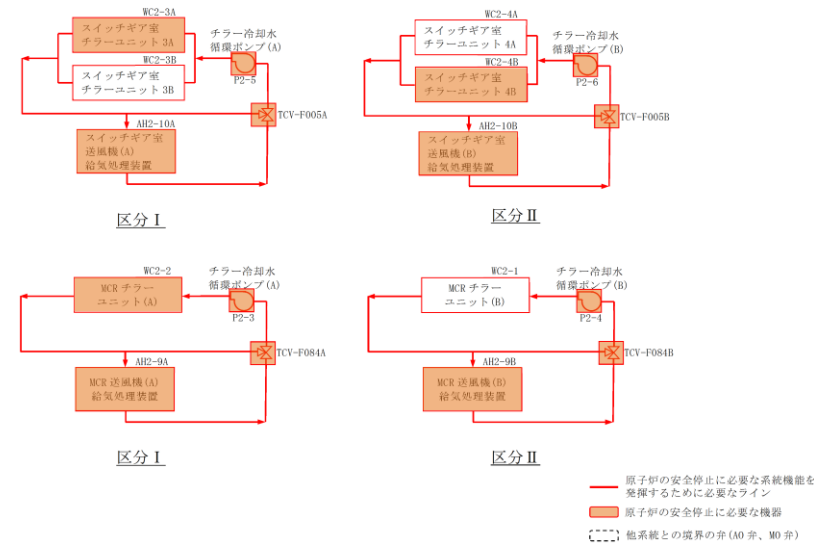 WC2-3A
スイッチギア室
チラーユニット 3A
WC2-3B
スイッチギア室
チラーユニット 3B
チラー冷却水
循環ポンプ(A)
P2-5
TCV-F005A
AH2-10A
スイッチギア室
送風機(A)
給気処理装置
区分Ⅰ
WC2-4A
スイッチギア室
チラーユニット 4A
WC2-4B
スイッチギア室
チラーユニット 4B
チラー冷却水
循環ポンプ(B)
P2-6
TCV-F005B
AH2-10B
スイッチギア室
送風機(B)
給気処理装置
区分Ⅱ
WC2-2
MCR チラー
ユニット(A)
チラー冷却水
循環ポンプ(A)
P2-3
TCV-F084A
AH2-9A
MCR 送風機(A)
給気処理装置
区分Ⅰ
WC2-1
MCR チラー
ユニット(B)
チラー冷却水
循環ポンプ(B)
P2-4
TCV-F084B
AH2-9B
MCR 送風機(B)
給気処理装置
区分Ⅱ
原子炉の安全停止に必要な系統機能を
発揮するために必要なライン
原子炉の安全停止に必要な機器
他系統との境界の弁(AO 弁、MO 弁)